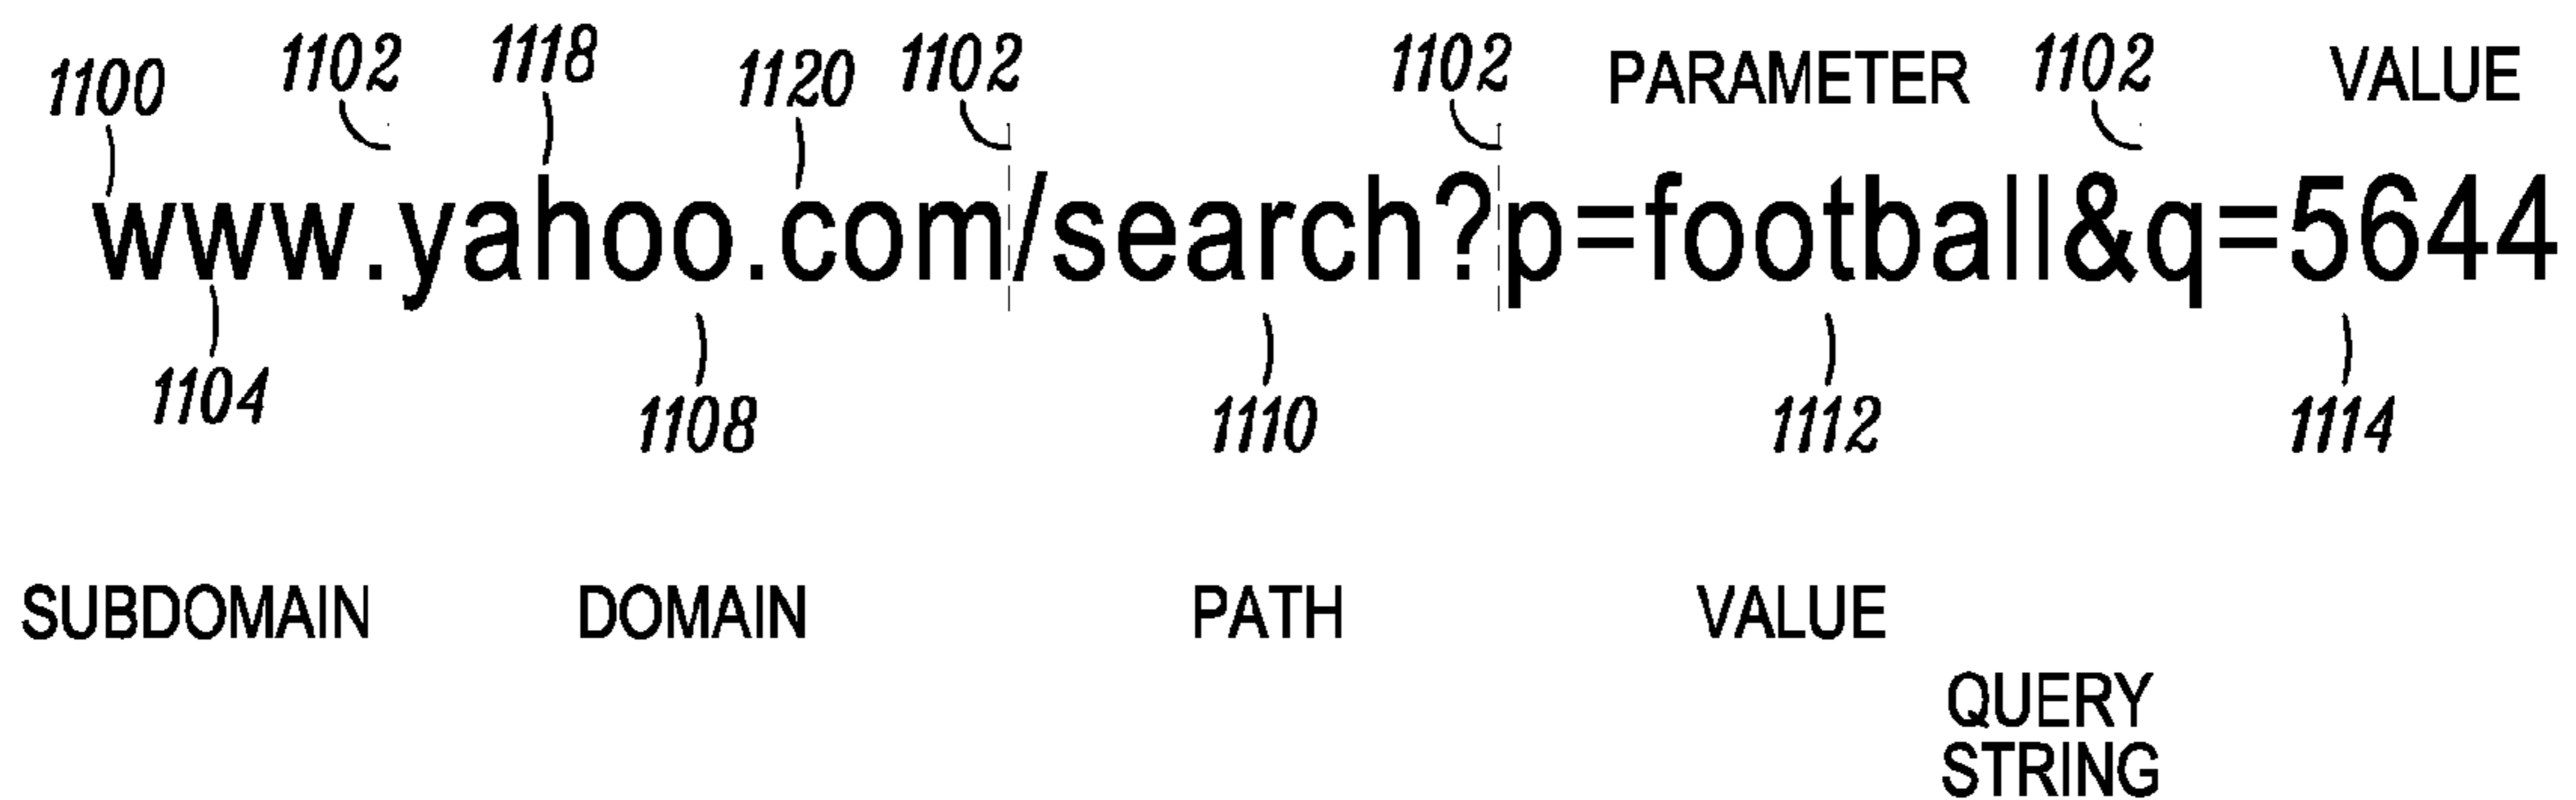 1100 1102 1118 1120 1102 1102 PARAMETER 1102 VALUE
www.yahoo.com/search?p=football&q=5644
1104 1108 1110 1112 1114
SUBDOMAIN DOMAIN PATH VALUE
QUERY
STRING